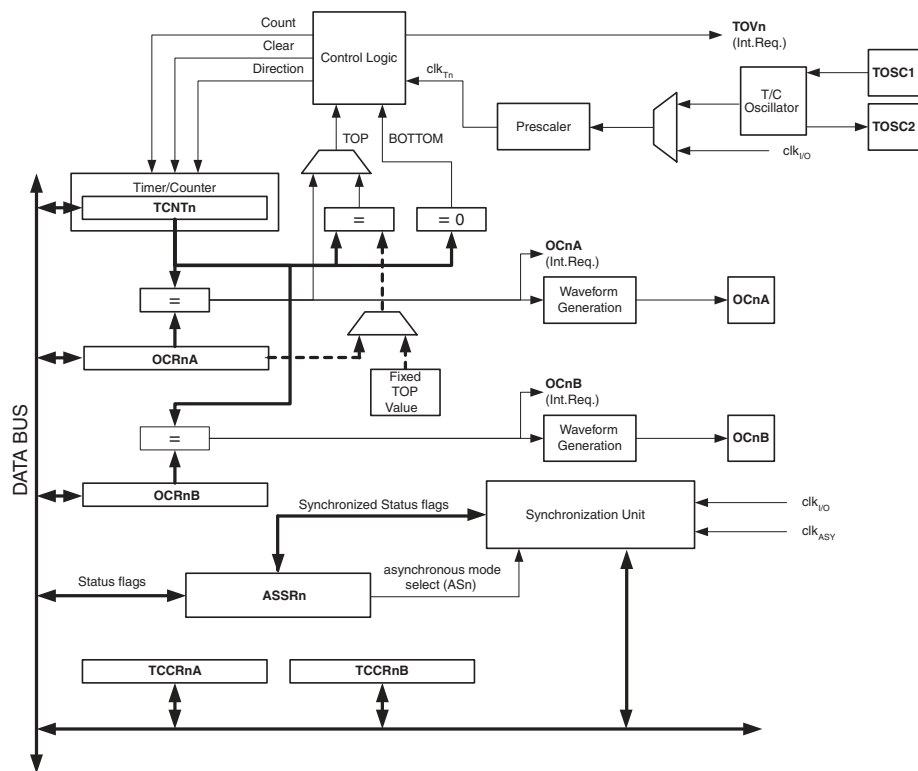 Count
Clear
Direction
Control Logic
TOVn
(Int.Req.)
clkTn
TOSC1
T/C
Oscillator
TOSC2
Prescaler
clkI/O
TOP
BOTTOM
Timer/Counter
TCNTn
=
= 0
OCnA
(Int.Req.)
=
Waveform
Generation
OCnA
OCRnA
Fixed
TOP
Value
OCnB
(Int.Req.)
=
Waveform
Generation
OCnB
DATA BUS
OCRnB
Synchronized Status flags
Synchronization Unit
clkI/O
clkASY
Status flags
ASSRn
asynchronous mode
select (ASn)
TCCRnA
TCCRnB